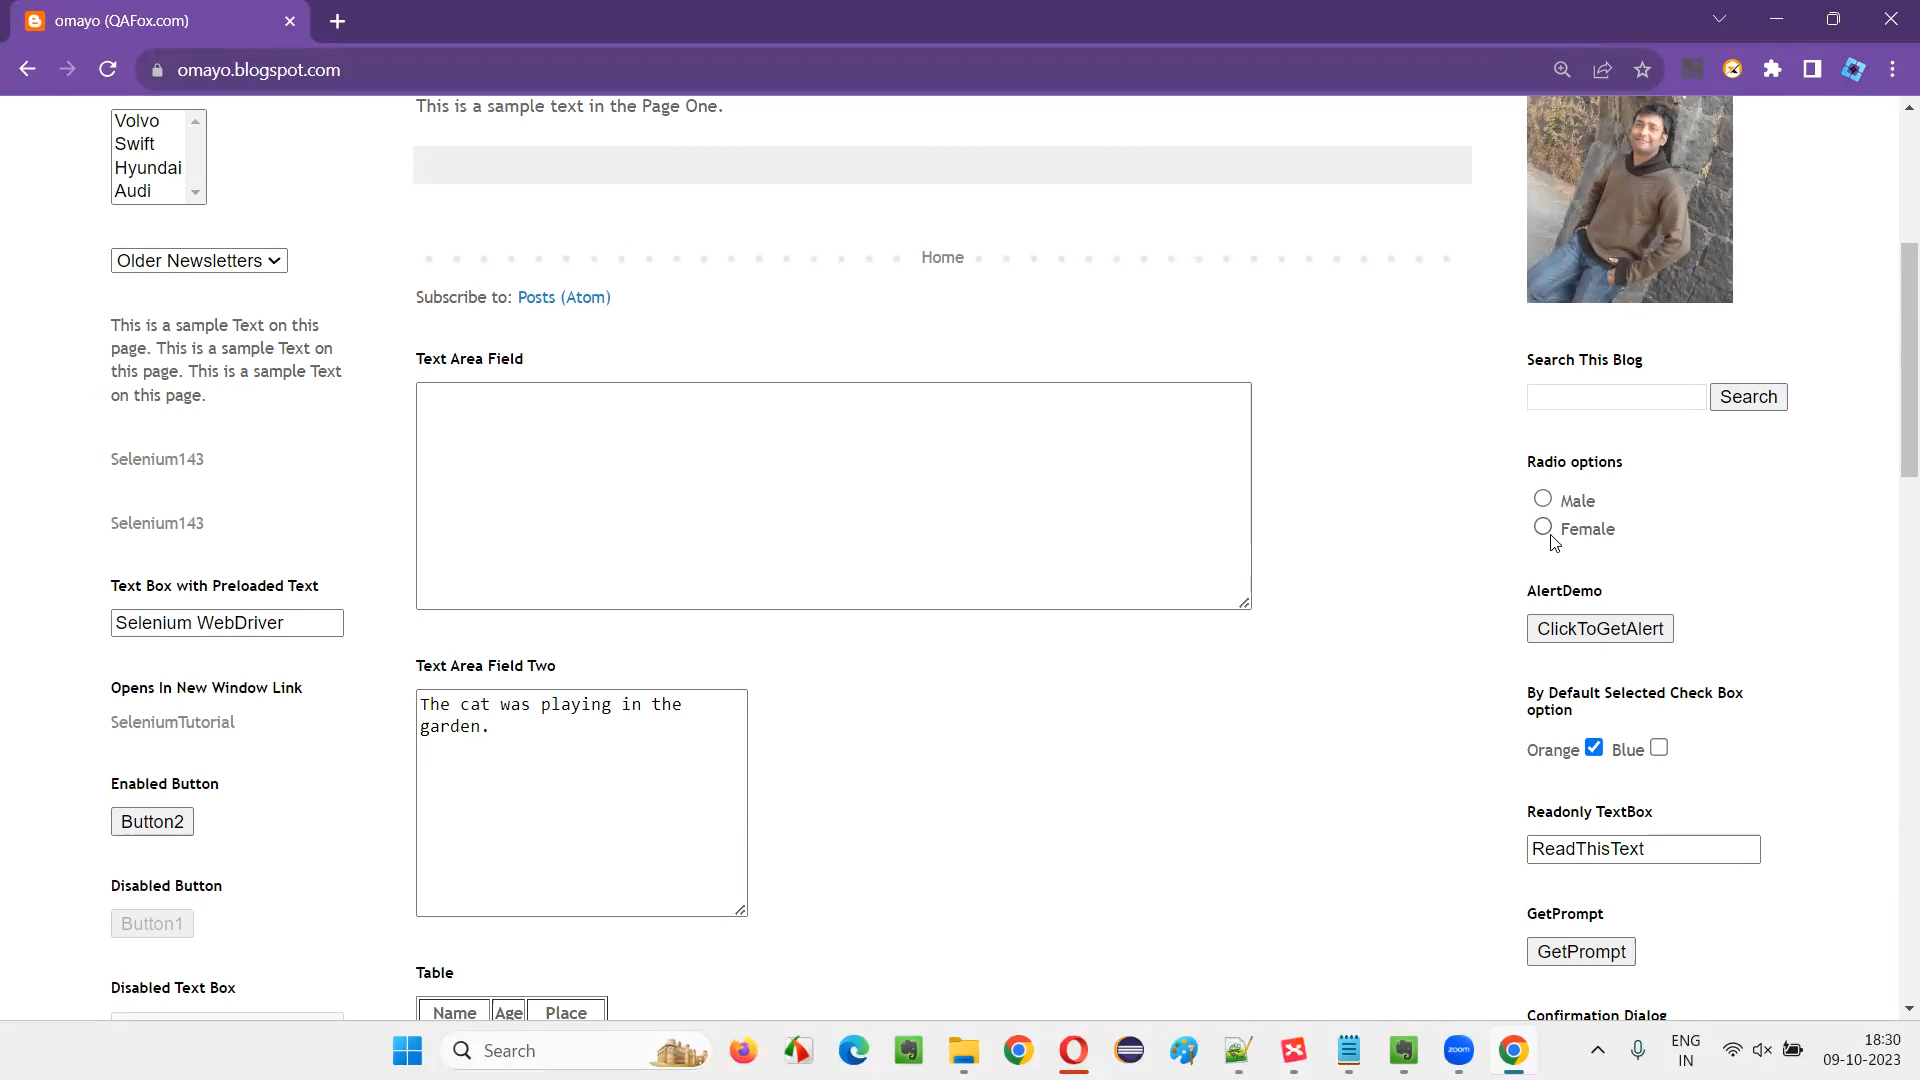 omayo (QAFox.com)
omayo.blogspot.com
Volvo
Swift
Hyundai
Audi
Older Newsletters
This is a sample Text on this
page. This is a sample Text on
this page. This is a sample Text
on this page.
Selenium143
Selenium143
Text Box with Preloaded Text
Selenium WebDriver
Opens In New Window Link
SeleniumTutorial
Enabled Button
Button2
Disabled Button
Button1
Disabled Text Box
This is a sample text in the Page One.
Home
Subscribe to: Posts (Atom)
Text Area Field
Text Area Field Two
The cat was playing in the
garden.
Table
Name Age Place
Search This Blog
Search
Radio options
Male
Female
AlertDemo
ClickToGetAlert
By Default Selected Check Box
option
Orange Blue
Readonly TextBox
ReadThisText
GetPrompt
GetPrompt
Confirmation Dialog
Search
zoom
ENG
IN
18:30
09-10-2023